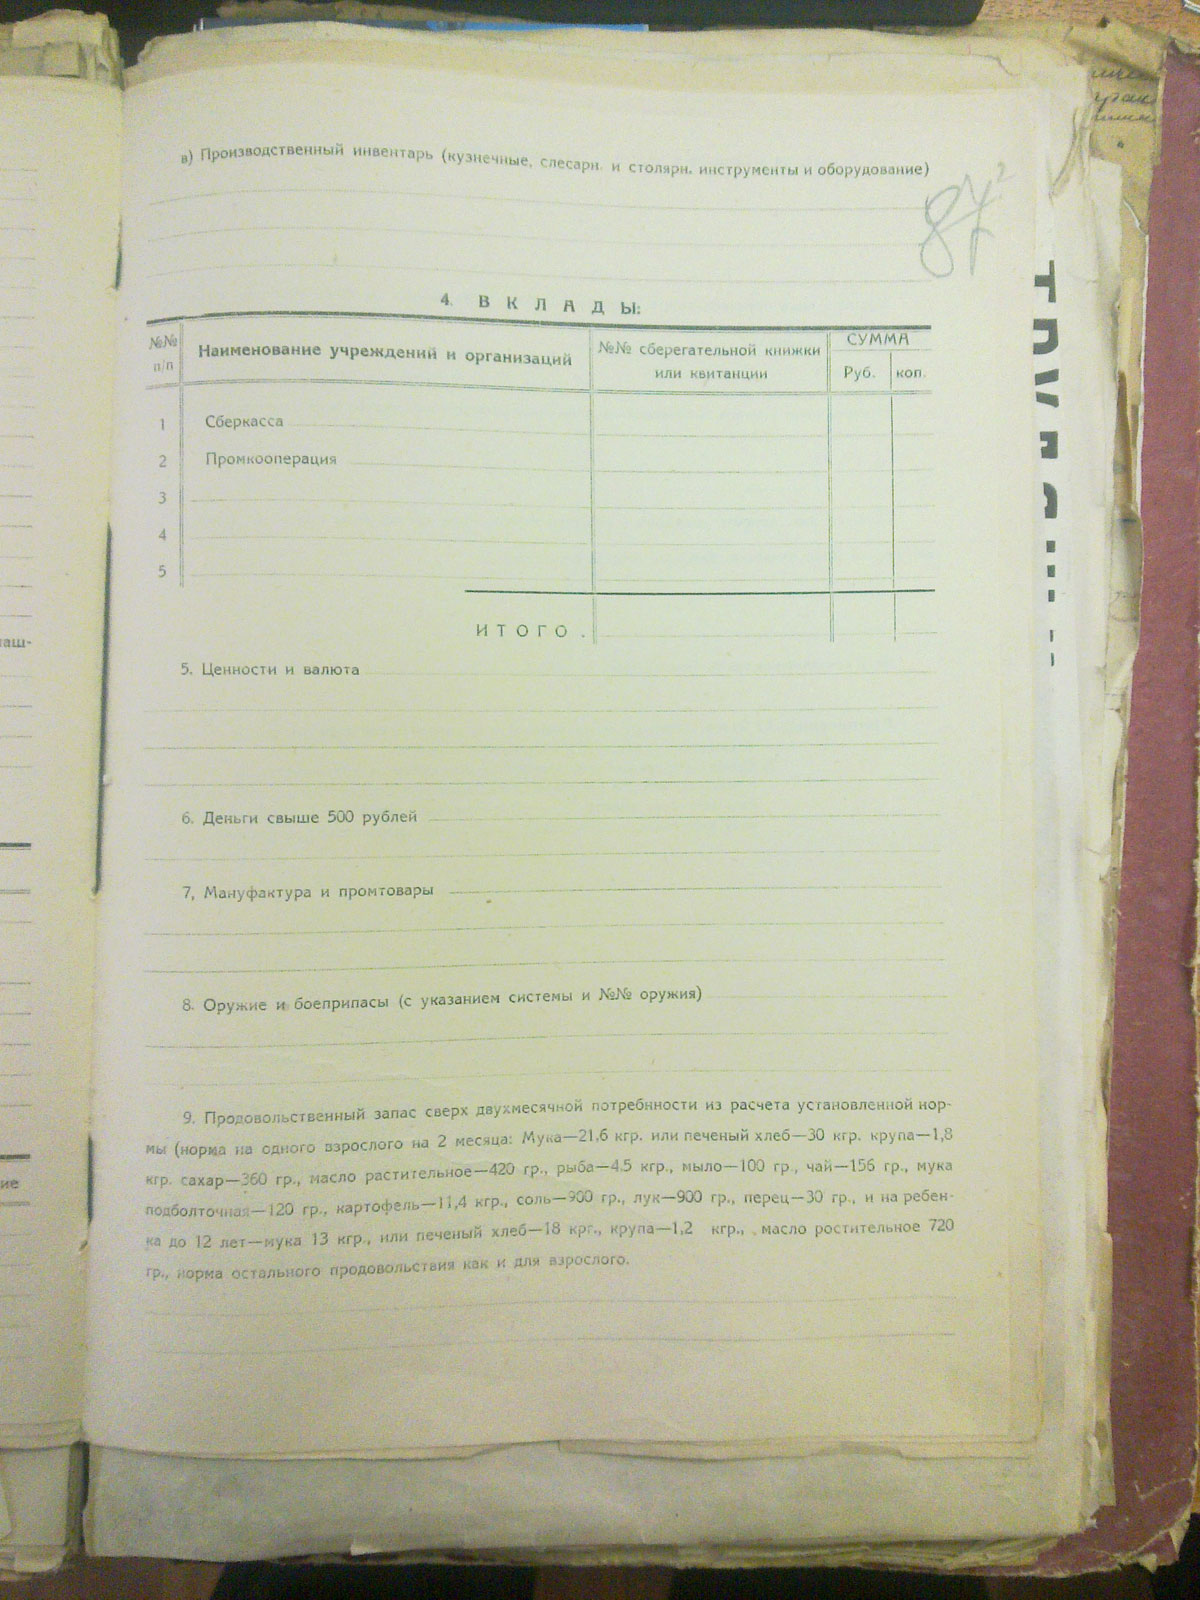 в) Производственный инвентарь (кузнечные, слесарн. и столярн. инструменты и оборудование)
87²
4. ВКЛАДЫ:
№№ п/п
Наименование учреждений и организаций
№№ сберегательной книжки или квитанции
СУММА
Руб.
коп.
1 Сберкасса
2 Промкооперация
3
4
5
ИТОГО .
5. Ценности и валюта
6. Деньги свыше 500 рублей
7, Мануфактура и промтовары
8. Оружие и боеприпасы (с указанием системы и №№ оружия)
9. Продовольственный запас сверх двухмесячной потребнности из расчета установленной нор-
мы (норма на одного взрослого на 2 месяца: Мука—21,6 кгр. или печеный хлеб—30 кгр. крупа—1,8
кгр. сахар—360 гр., масло растительное—420 гр., рыба—4.5 кгр., мыло—100 гр., чай—156 гр., мука
подболточная—120 гр., картофель—11,4 кгр., соль—900 гр., лук—900 гр., перец—30 гр., и на ребен-
ка до 12 лет—мука 13 кгр., или печеный хлеб—18 крг., крупа—1,2 кгр., масло ростительное 720
гр., норма остального продовольствия как и для взрослого.
наш-
ие